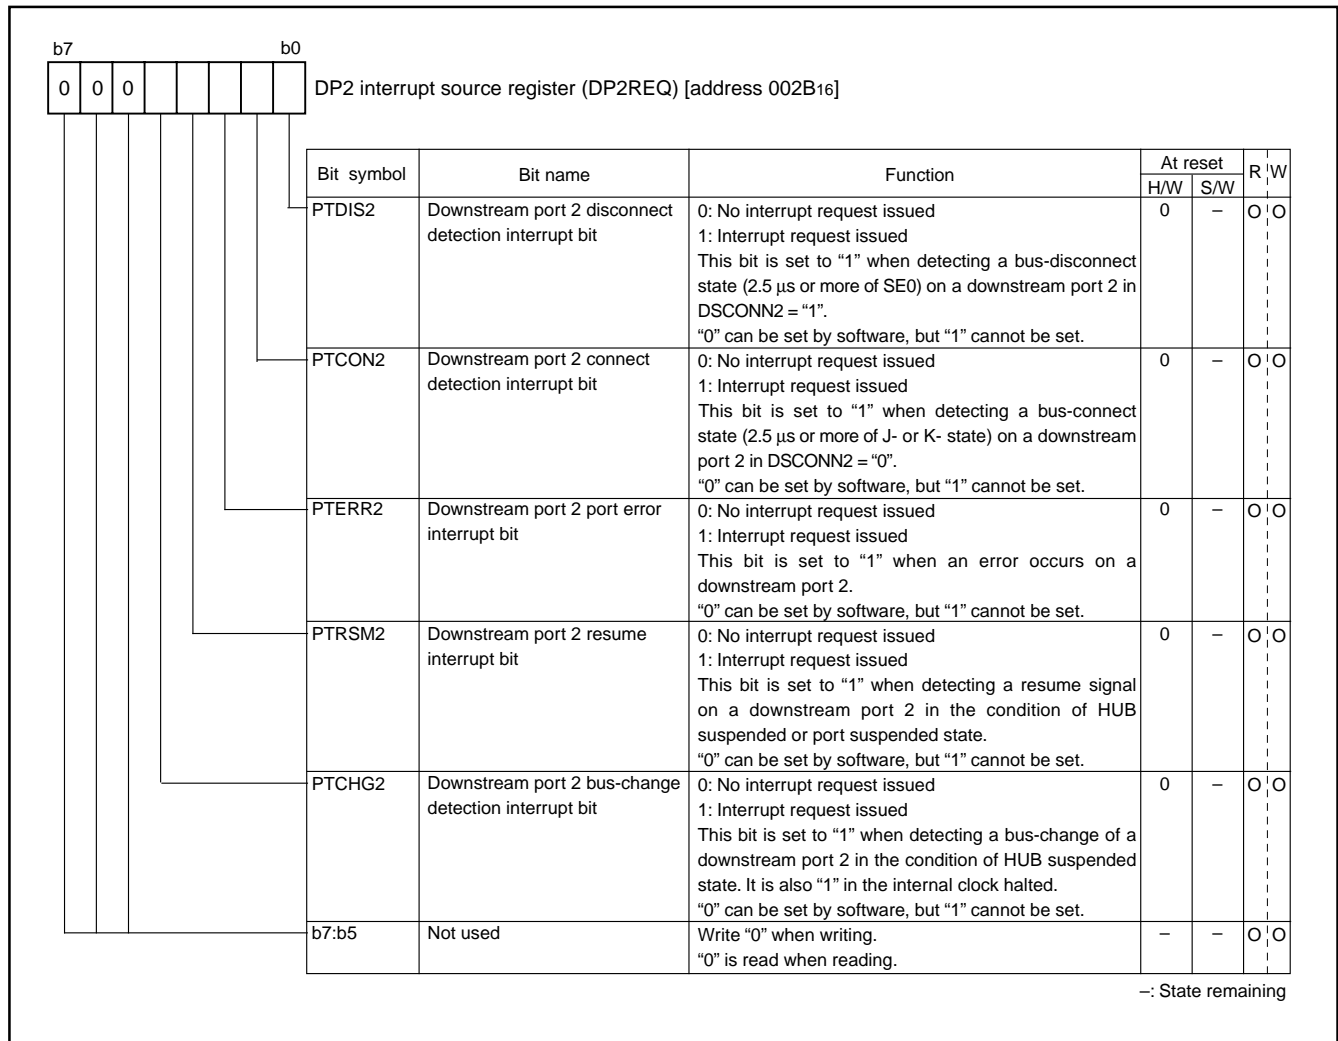 b7 b0
0 0 0
DP2 interrupt source register (DP2REQ) [address 002B16]
Bit symbol Bit name Function At reset R W
H/W S/W
PTDIS2 Downstream port 2 disconnect 0: No interrupt request issued 0 – O O
detection interrupt bit 1: Interrupt request issued
This bit is set to “1” when detecting a bus-disconnect
state (2.5 μs or more of SE0) on a downstream port 2 in
DSCONN2 = “1”.
“0” can be set by software, but “1” cannot be set.
PTCON2 Downstream port 2 connect 0: No interrupt request issued 0 – O O
detection interrupt bit 1: Interrupt request issued
This bit is set to “1” when detecting a bus-connect
state (2.5 μs or more of J- or K- state) on a downstream
port 2 in DSCONN2 = “0”.
“0” can be set by software, but “1” cannot be set.
PTERR2 Downstream port 2 port error 0: No interrupt request issued 0 – O O
interrupt bit 1: Interrupt request issued
This bit is set to “1” when an error occurs on a
downstream port 2.
“0” can be set by software, but “1” cannot be set.
PTRSM2 Downstream port 2 resume 0: No interrupt request issued 0 – O O
interrupt bit 1: Interrupt request issued
This bit is set to “1” when detecting a resume signal
on a downstream port 2 in the condition of HUB
suspended or port suspended state.
“0” can be set by software, but “1” cannot be set.
PTCHG2 Downstream port 2 bus-change 0: No interrupt request issued 0 – O O
detection interrupt bit 1: Interrupt request issued
This bit is set to “1” when detecting a bus-change of a
downstream port 2 in the condition of HUB suspended
state. It is also “1” in the internal clock halted.
“0” can be set by software, but “1” cannot be set.
b7:b5 Not used Write “0” when writing. – – O O
“0” is read when reading.
–: State remaining